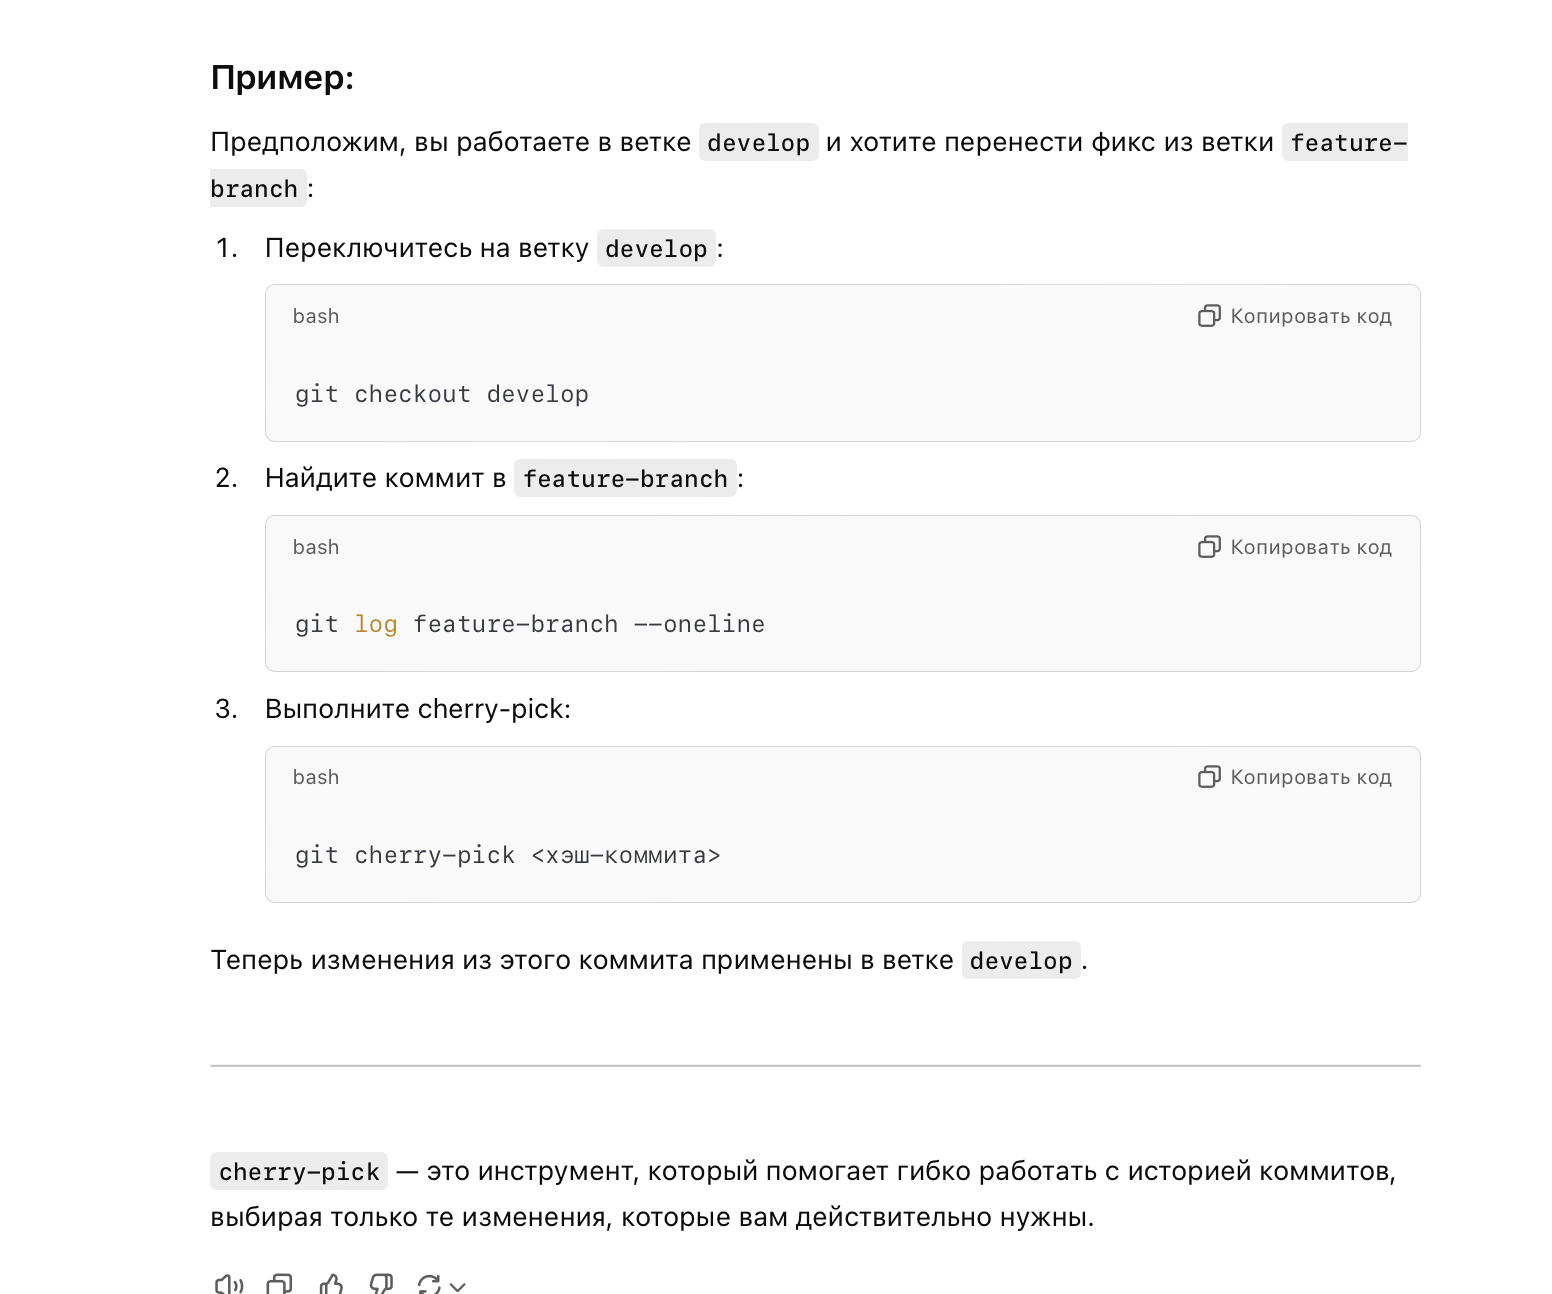 Пример:
Предположим, вы работаете в ветке develop и хотите перенести фикс из ветки feature-
branch :
1. Переключитесь на ветку develop :
bash
Копировать код
git checkout develop
2. Найдите коммит в feature-branch :
bash
Копировать код
git log feature-branch --oneline
3. Выполните cherry-pick:
bash
Копировать код
git cherry-pick <хэш-коммита>
Теперь изменения из этого коммита применены в ветке develop .
cherry-pick — это инструмент, который помогает гибко работать с историей коммитов,
выбирая только те изменения, которые вам действительно нужны.